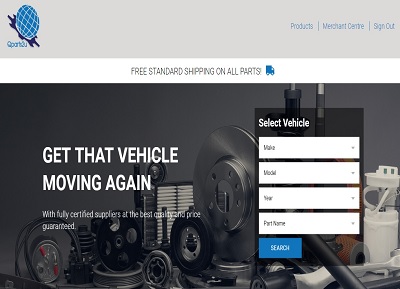 Qparts2u
Products | Merchant Centre | Sign Out
FREE STANDARD SHIPPING ON ALL PARTS!
GET THAT VEHICLE
MOVING AGAIN
With fully certified suppliers at the best quality and price
guaranteed.
Select Vehicle
Make
Model
Year
Part Name
SEARCH